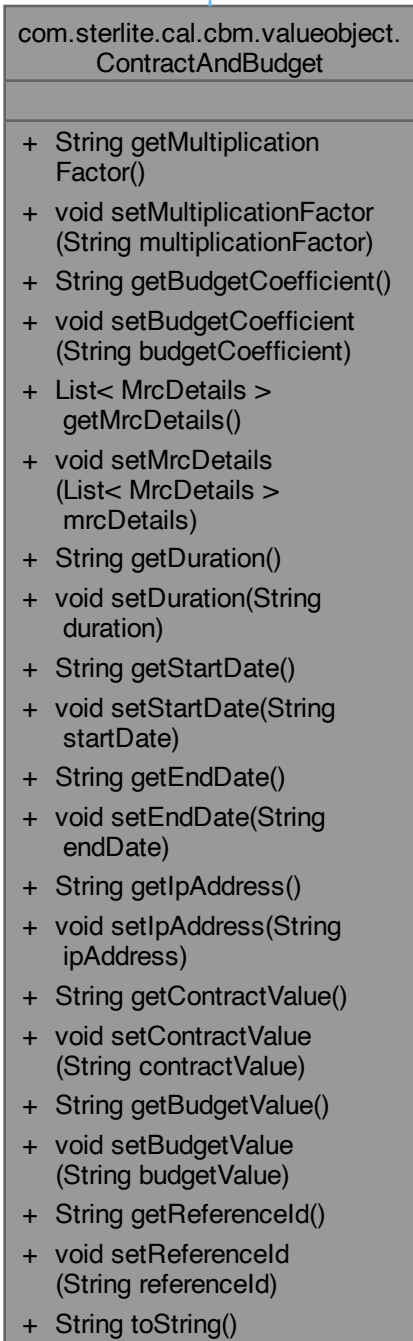 com.sterlite.cal.cbm.valueobject.
ContractAndBudget
+ String getMultiplication
Factor()
+ void setMultiplicationFactor
(String multiplicationFactor)
+ String getBudgetCoefficient()
+ void setBudgetCoefficient
(String budgetCoefficient)
+ List< MrcDetails >
getMrcDetails()
+ void setMrcDetails
(List< MrcDetails >
mrcDetails)
+ String getDuration()
+ void setDuration(String
duration)
+ String getStartDate()
+ void setStartDate(String
startDate)
+ String getEndDate()
+ void setEndDate(String
endDate)
+ String getIpAddress()
+ void setIpAddress(String
ipAddress)
+ String getContractValue()
+ void setContractValue
(String contractValue)
+ String getBudgetValue()
+ void setBudgetValue
(String budgetValue)
+ String getReferenceId()
+ void setReferenceId
(String referenceId)
+ String toString()